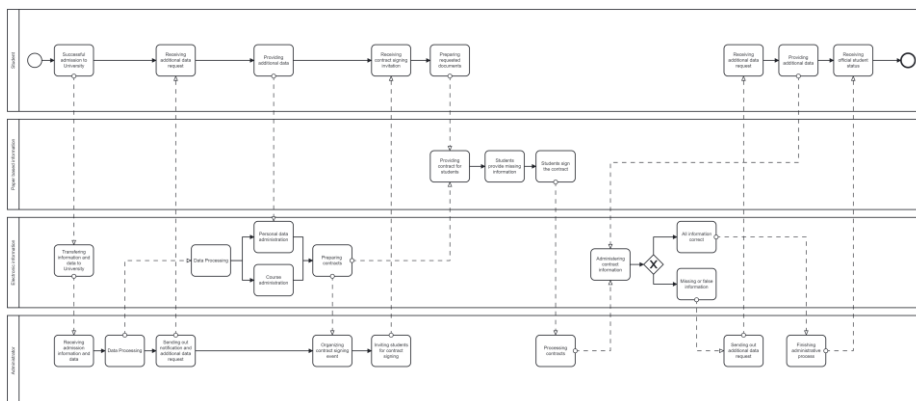 Student
Successful
admission to
University
Receiving
additional data
request
Providing
additional data
Receiving
contract signing
invitation
Preparing
requested
documents
Receiving
additional data
request
Providing
additional data
Receiving
official student
status
Paper-based information
Providing
contract for
students
Students
provide missing
information
Students sign
the contract
Electronic information
Transfering
information and
data to
University
Data Processing
Personal data
administration
Course
administration
Preparing
contracts
Administering
contract
information
X
All information
correct
Missing or false
information
Administrator
Receiving
admission
information and
data
Data Processing
Sending out
notification and
additional data
request
Organizing
contract signing
event
Inviting students
for contract
signing
Processing
contracts
Sending out
additional data
request
Finishing
administrative
process